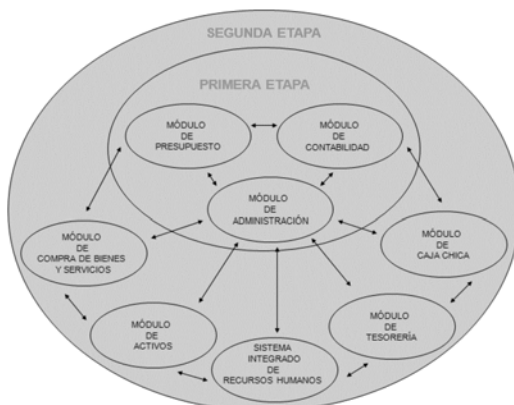 SEGUNDA ETAPA
PRIMERA ETAPA
MÓDULO
DE
PRESUPUESTO
MÓDULO
DE
CONTABILIDAD
MÓDULO
DE
ADMINISTRACIÓN
MÓDULO
DE
COMPRA DE BIENES
Y SERVICIOS
MÓDULO
DE
CAJA CHICA
MÓDULO
DE
ACTIVOS
SISTEMA
INTEGRADO
DE
RECURSOS HUMANOS
MÓDULO
DE
TESORERÍA